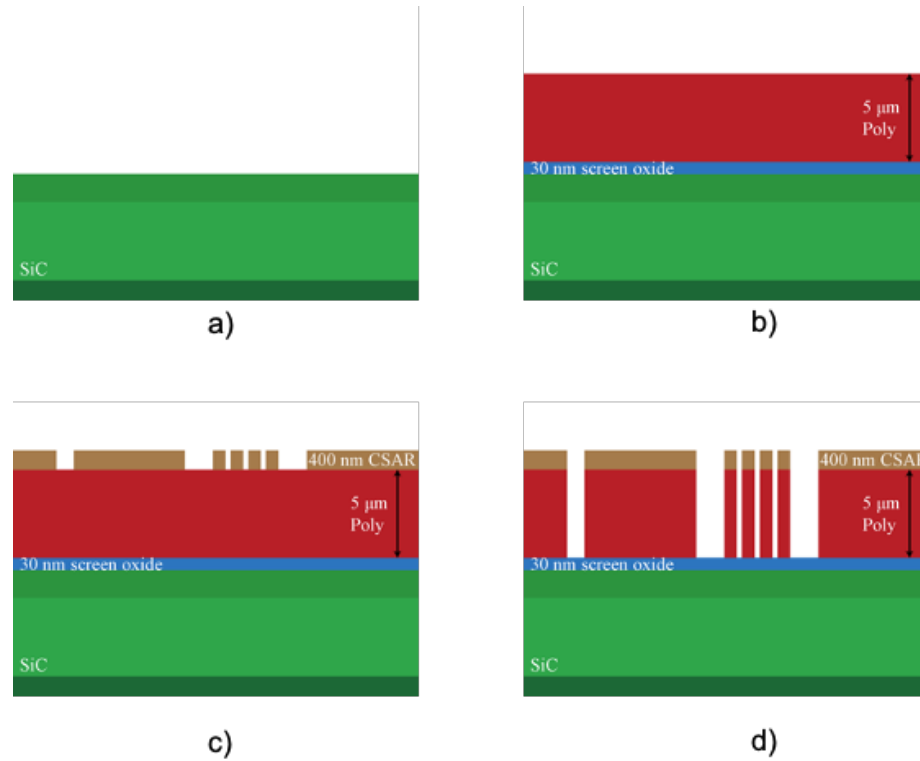 SiC
a)
5 μm
Poly
30 nm screen oxide
SiC
b)
400 nm CSAR
5 μm
Poly
30 nm screen oxide
SiC
c)
400 nm CSAR
5 μm
Poly
30 nm screen oxide
SiC
d)